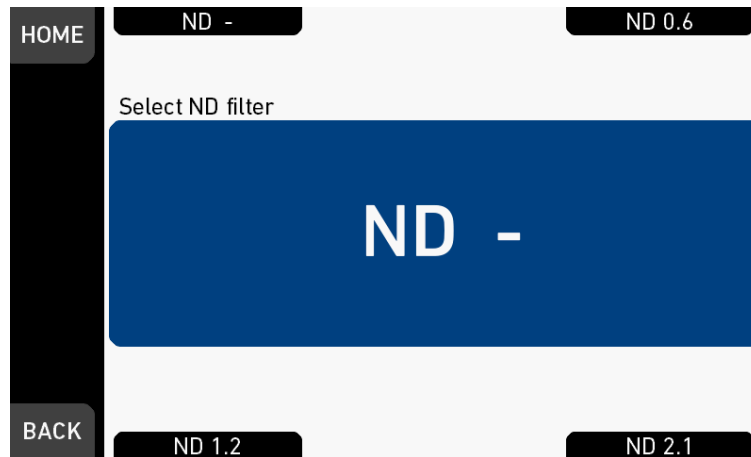 HOME
ND -
ND 0.6
Select ND filter
ND -
BACK
ND 1.2
ND 2.1